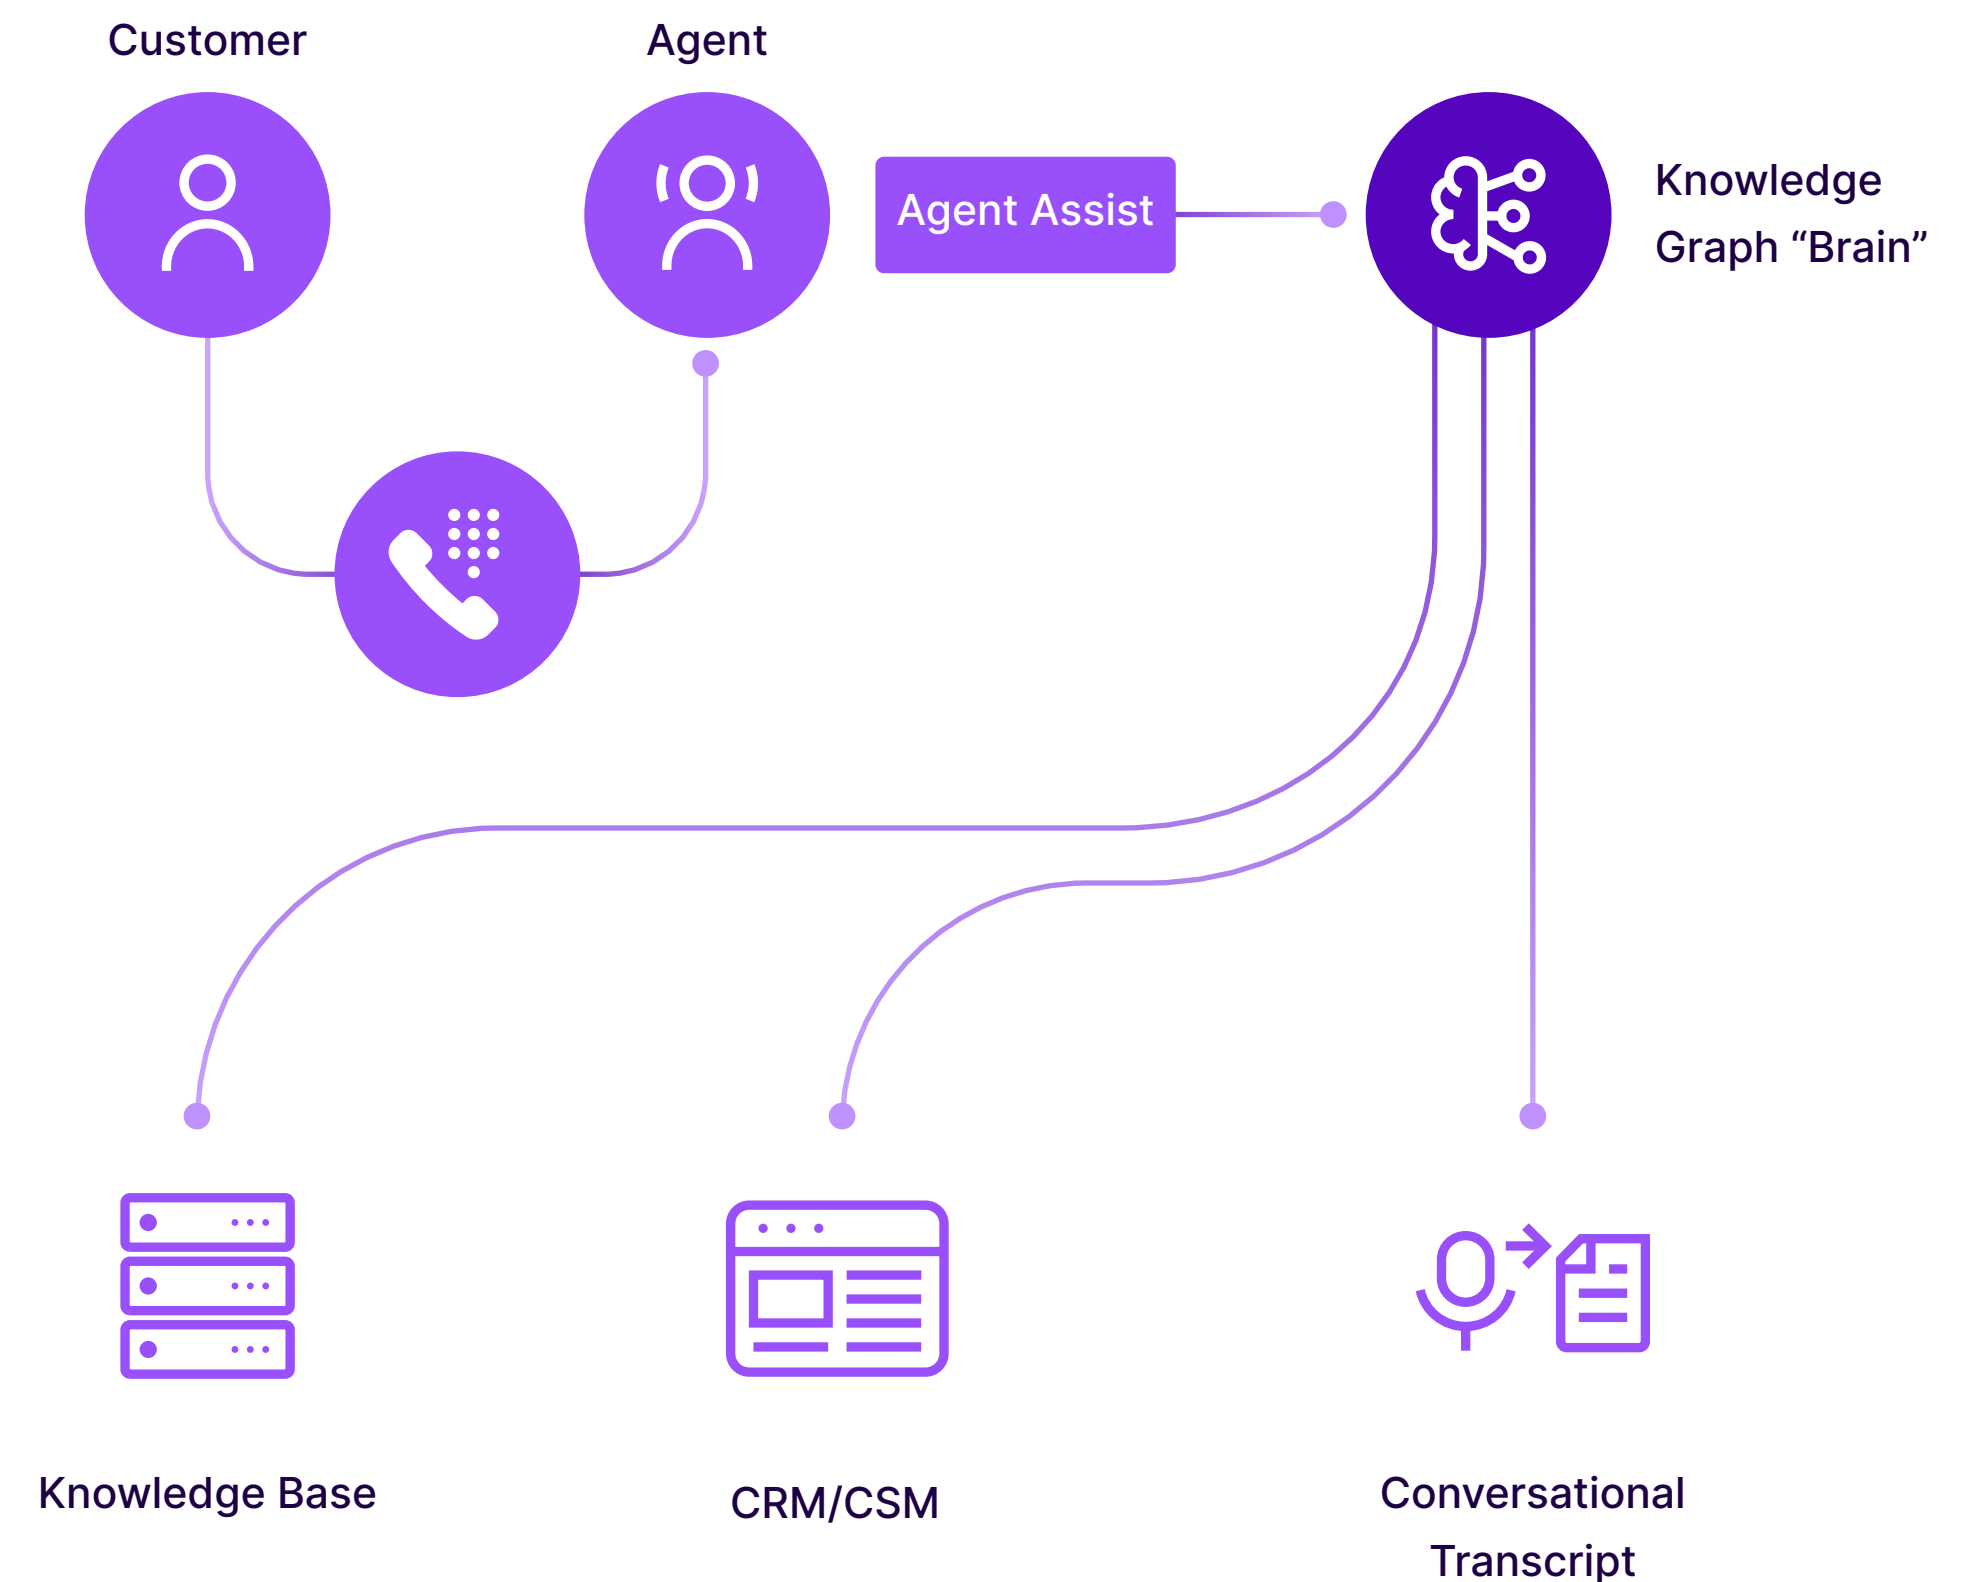 Customer
Agent
Agent Assist
Knowledge
Graph “Brain”
Knowledge Base
CRM/CSM
Conversational
Transcript